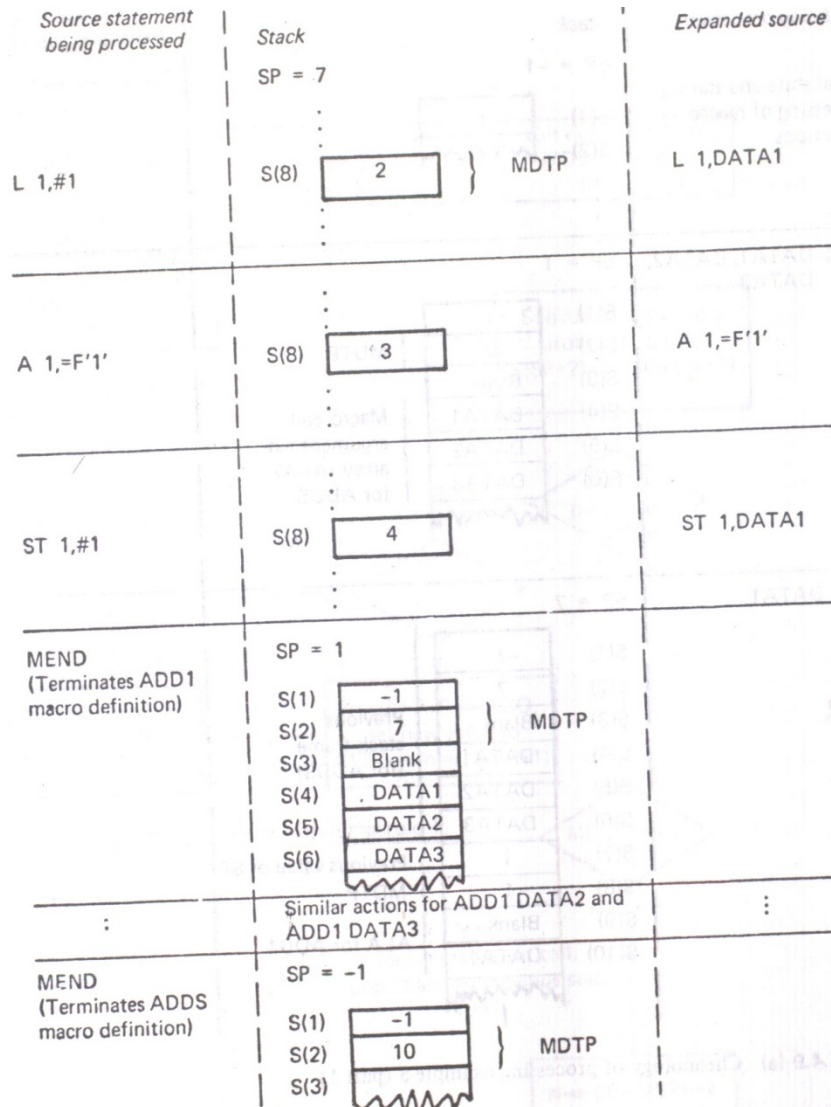 Source statement
being processed
Stack
Expanded source
SP = 7
L 1,#1
S(8)
2
MDTP
L 1,DATA1
A 1,=F'1'
S(8)
3
A 1,=F'1'
ST 1,#1
S(8)
4
ST 1,DATA1
MEND
(Terminates ADD1
macro definition)
SP = 1
S(1) -1
S(2) 7
MDTP
S(3) Blank
S(4) DATA1
S(5) DATA2
S(6) DATA3
Similar actions for ADD1 DATA2 and
ADD1 DATA3
MEND
(Terminates ADDS
macro definition)
SP = -1
S(1) -1
S(2) 10
MDTP
S(3)